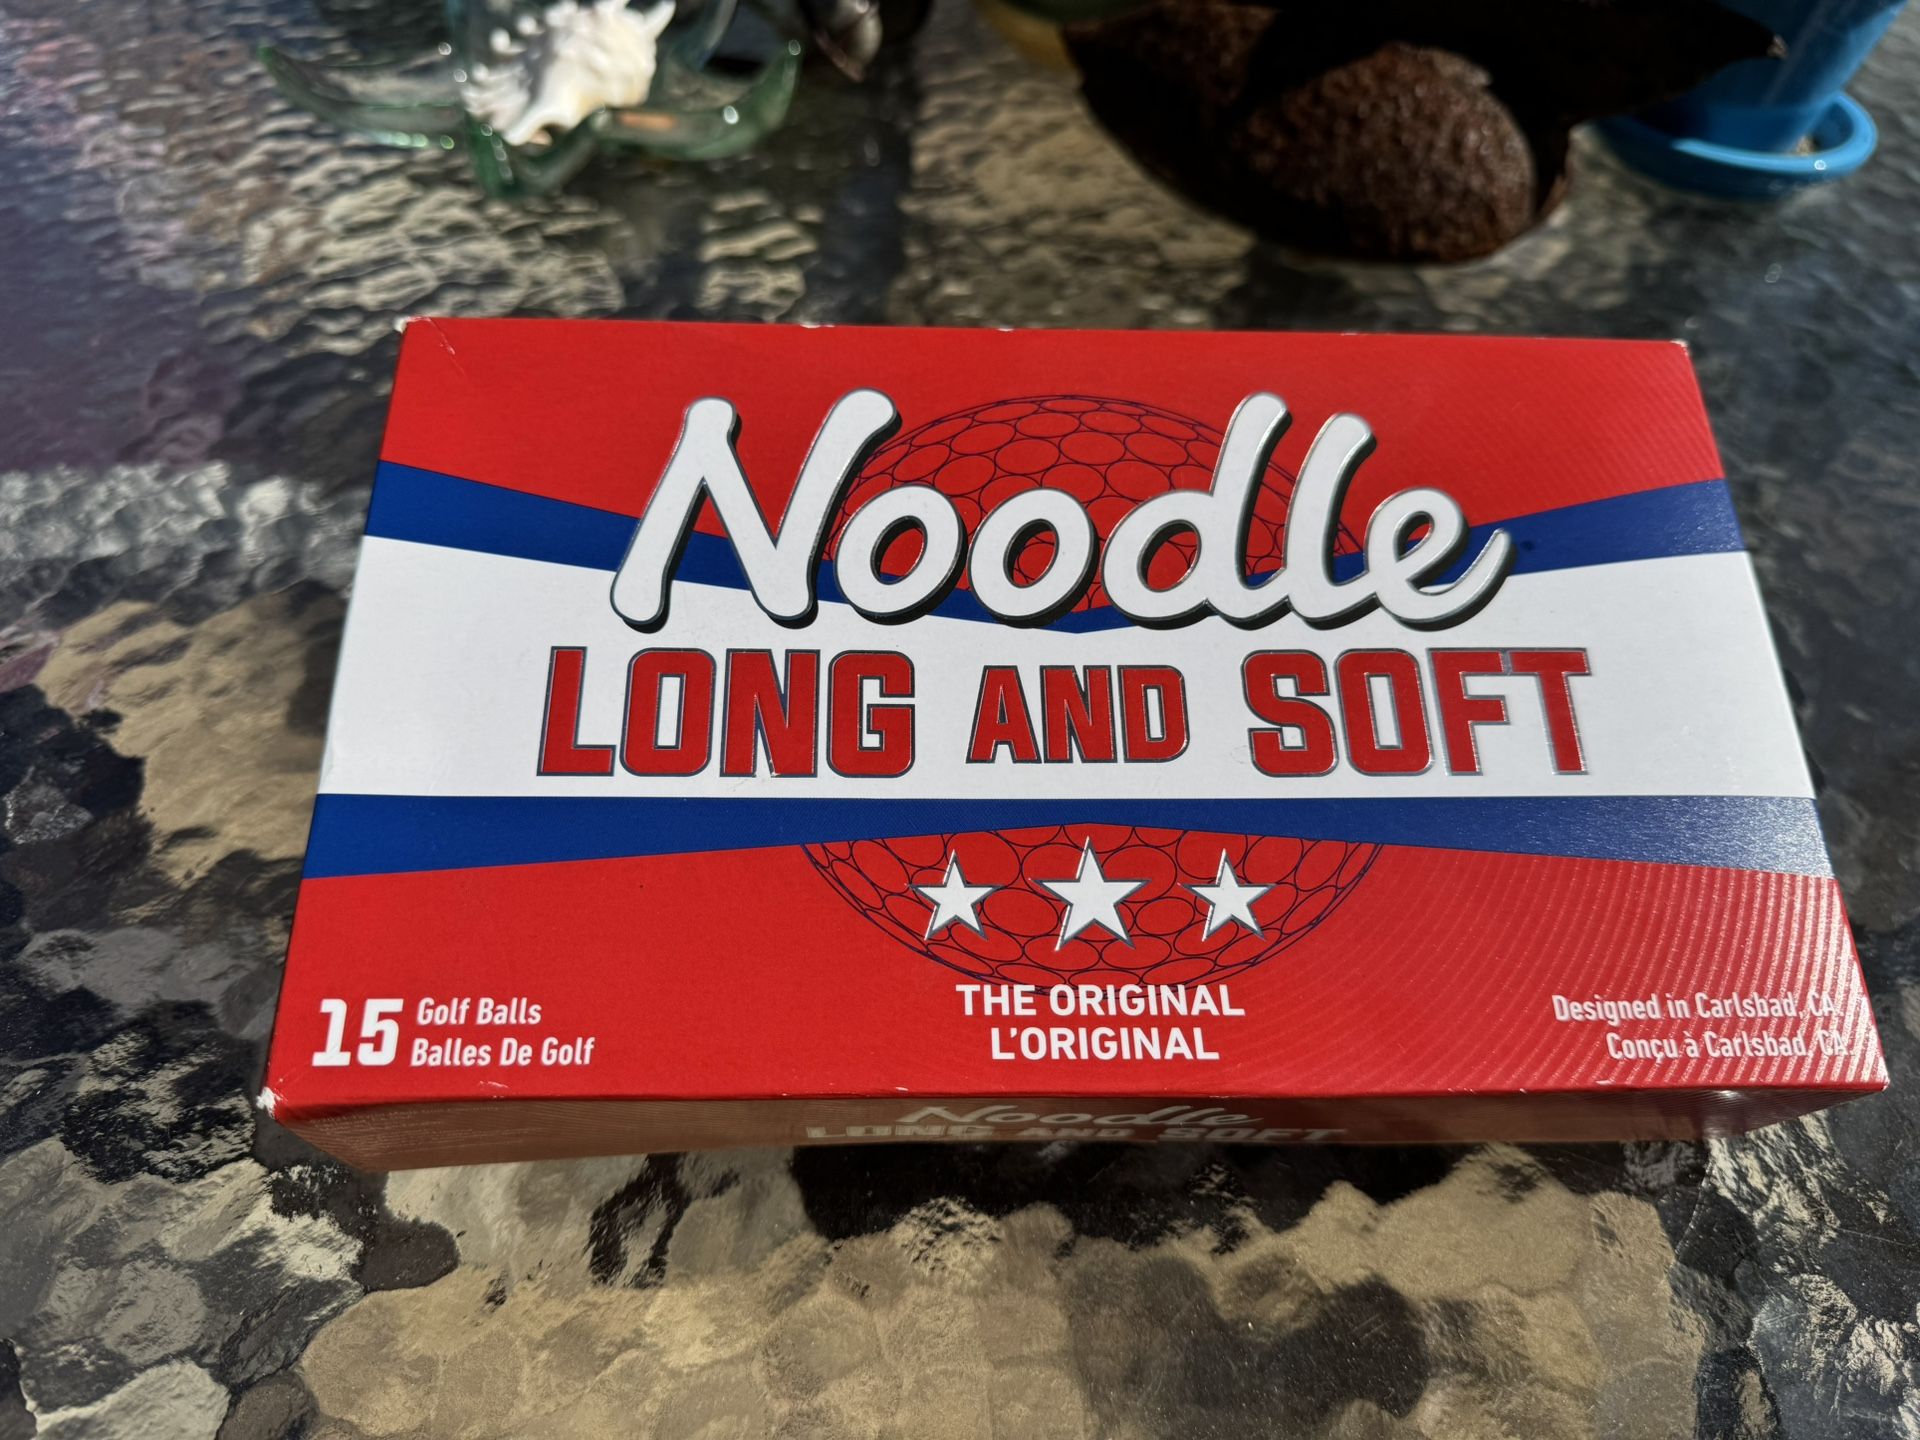 Noodle
LONG AND SOFT
15 Golf Balls
Balles De Golf
THE ORIGINAL
L'ORIGINAL
Designed in Carlsbad, CA.
Conçu à Carlsbad, CA.
Noodle
LONG AND SOFT